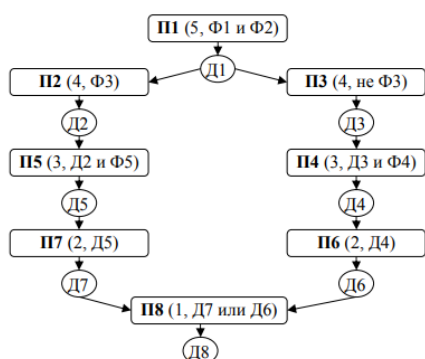 П1 (5, Ф1 и Ф2)
Д1
П2 (4, Ф3)
П3 (4, не Ф3)
Д2
Д3
П5 (3, Д2 и Ф5)
П4 (3, Д3 и Ф4)
Д5
Д4
П7 (2, Д5)
П6 (2, Д4)
Д7
Д6
П8 (1, Д7 или Д6)
Д8